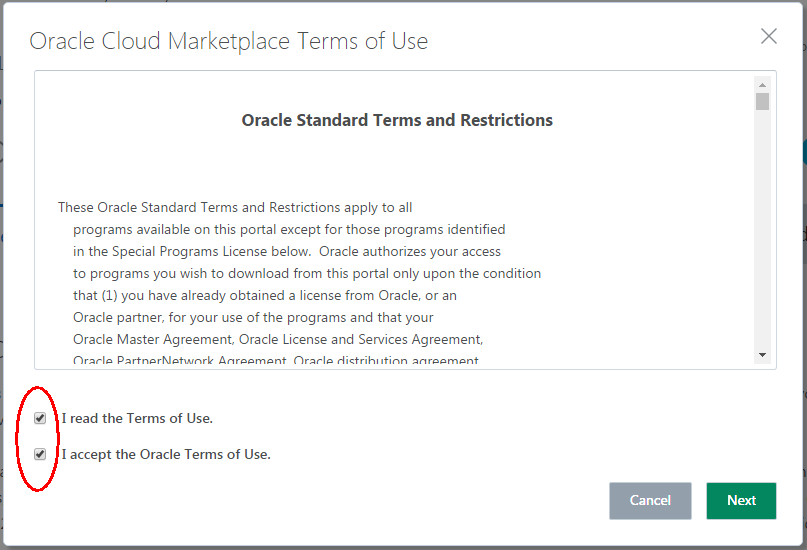 Oracle Cloud Marketplace Terms of Use
Oracle Standard Terms and Restrictions
These Oracle Standard Terms and Restrictions apply to all
programs available on this portal except for those programs identified
in the Special Programs License below. Oracle authorizes your access
to programs you wish to download from this portal only upon the condition
that (1) you have already obtained a license from Oracle, or an
Oracle partner, for your use of the programs and that your
Oracle Master Agreement, Oracle License and Services Agreement,
Oracle PartnerNetwork Agreement, Oracle distribution agreement
I read the Terms of Use.
I accept the Oracle Terms of Use.
Cancel Next